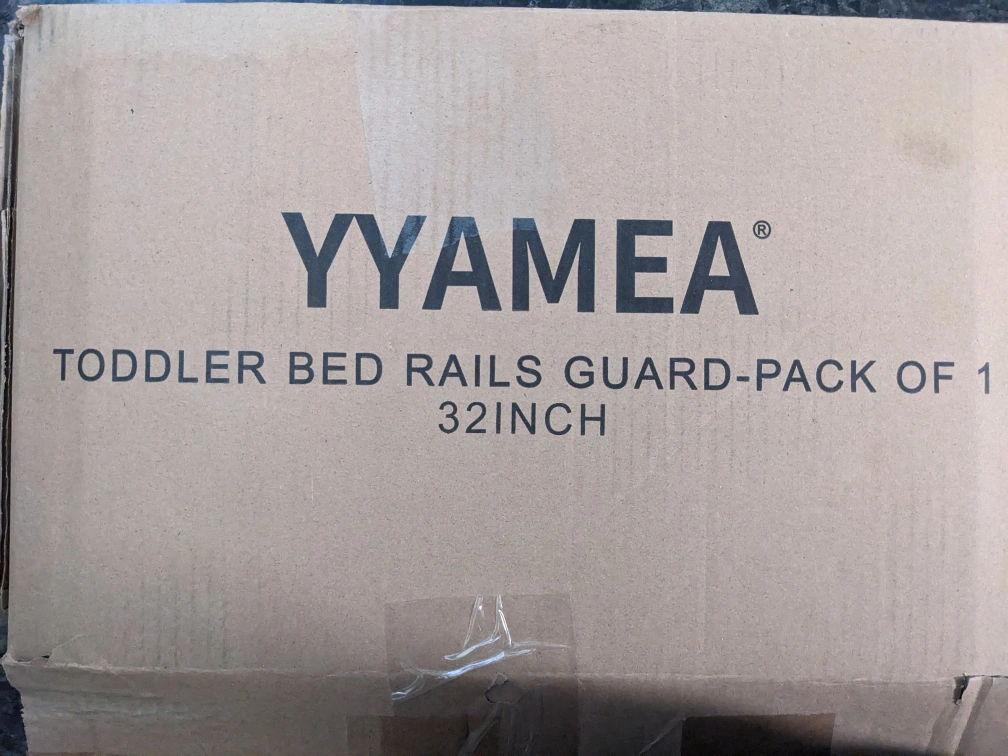 YYAMEA®
TODDLER BED RAILS GUARD-PACK OF 1
32INCH